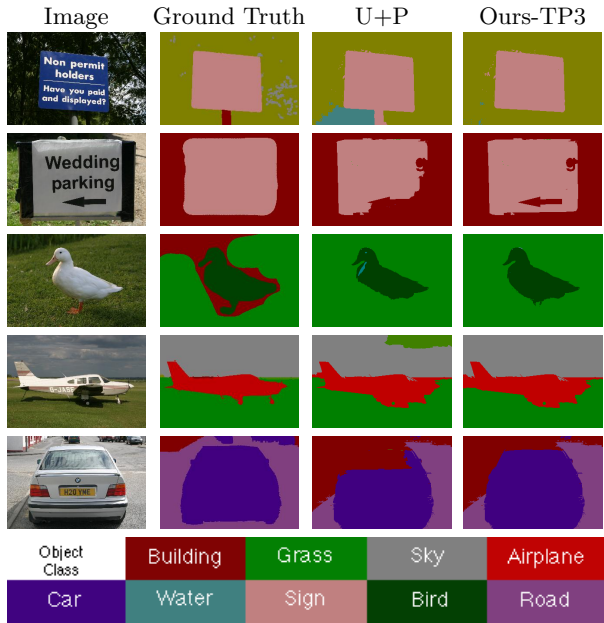 Image Ground Truth U+P Ours-TP3
Non permit
holders
Have you paid
and displayed?
Wedding
parking
G-JASE
H20 YME
Object
Class
Building Grass Sky Airplane
Car Water Sign Bird Road